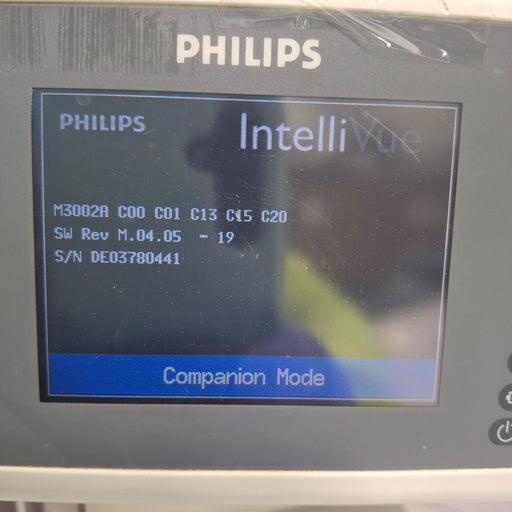 PHILIPS
PHILIPS
IntelliVue
M3002A C00 C01 C13 C15 C20
SW Rev M.04.05 - 19
S/N DE03780441
Companion Mode